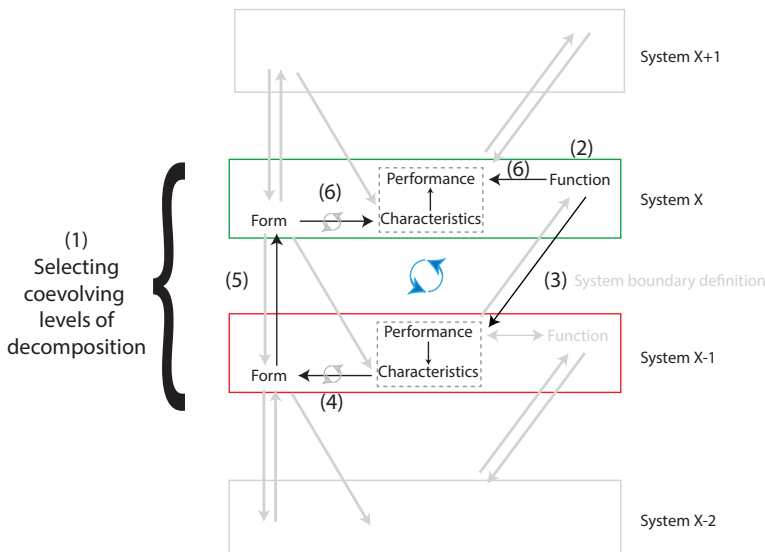 System X+1
(2)
(6)
Performance
Function
(6)
System X
Form
Characteristics
(1)
Selecting
coevolving
levels of
decomposition
(5)
(3)
System boundary definition
Performance
Function
System X-1
Form
Characteristics
(4)
System X-2